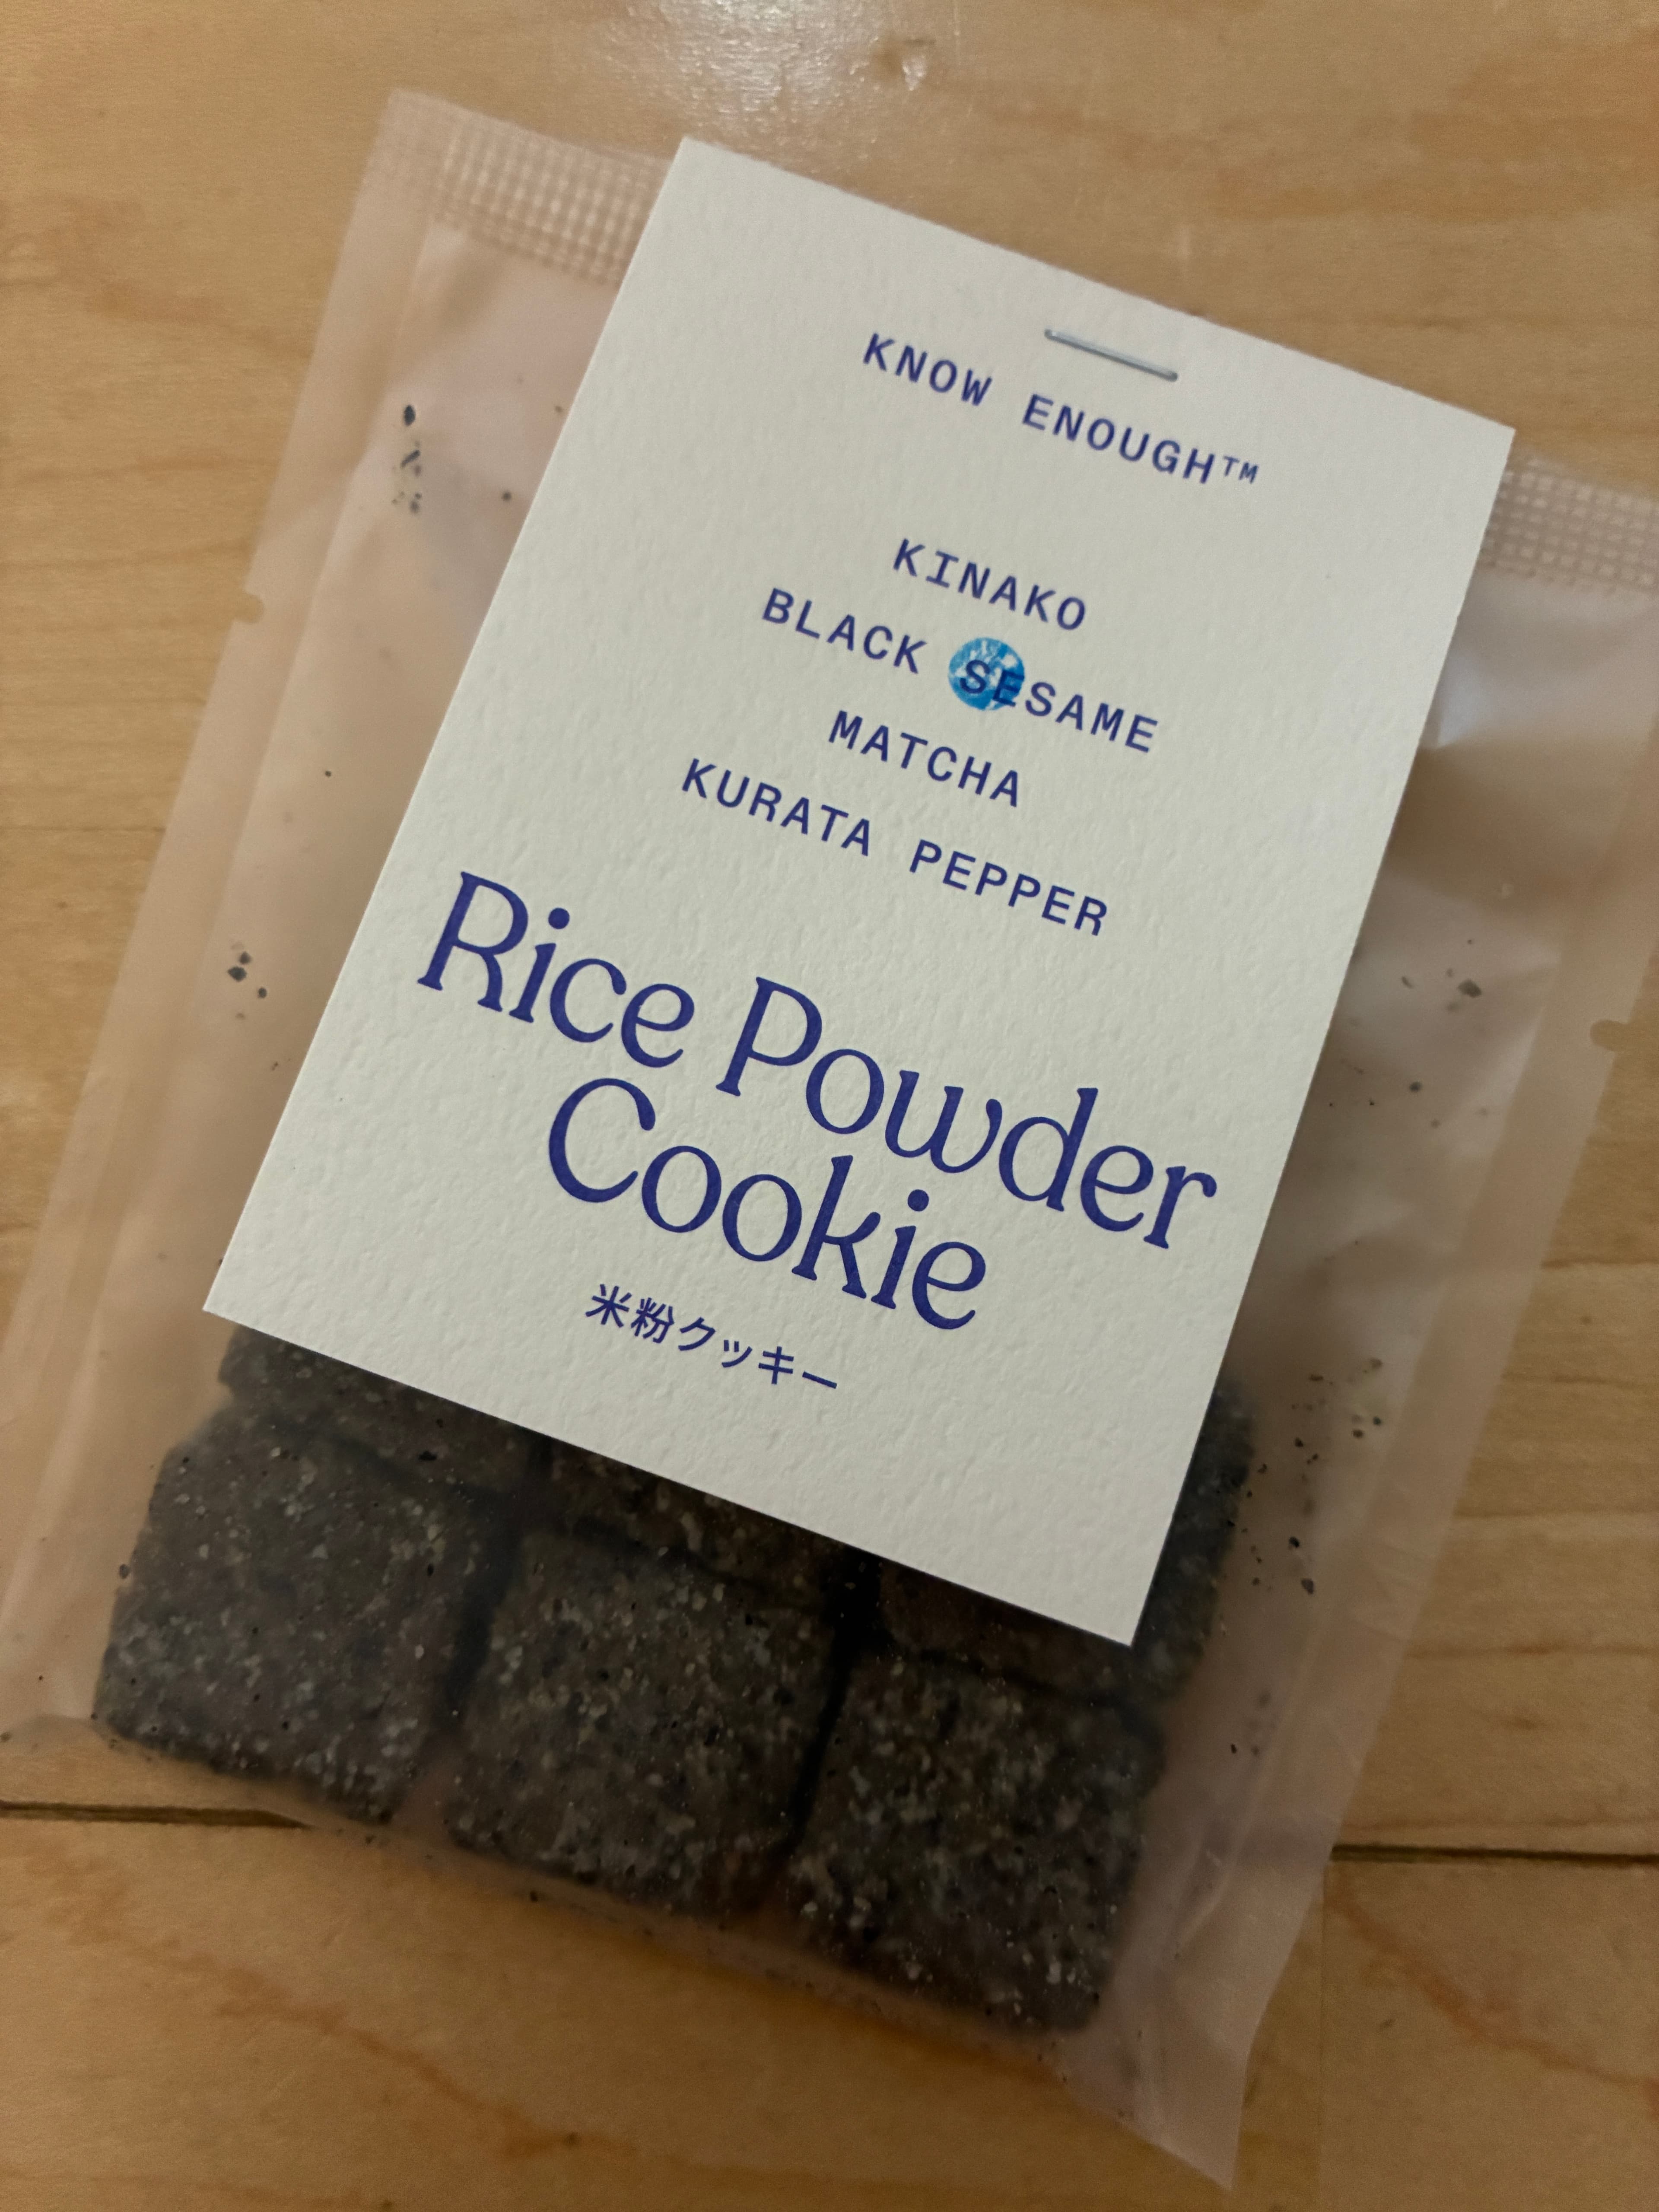 KNOW ENOUGH™
KINAKO
BLACK SESAME
MATCHA
KURATA PEPPER
Rice Powder
Cookie
米粉クッキー